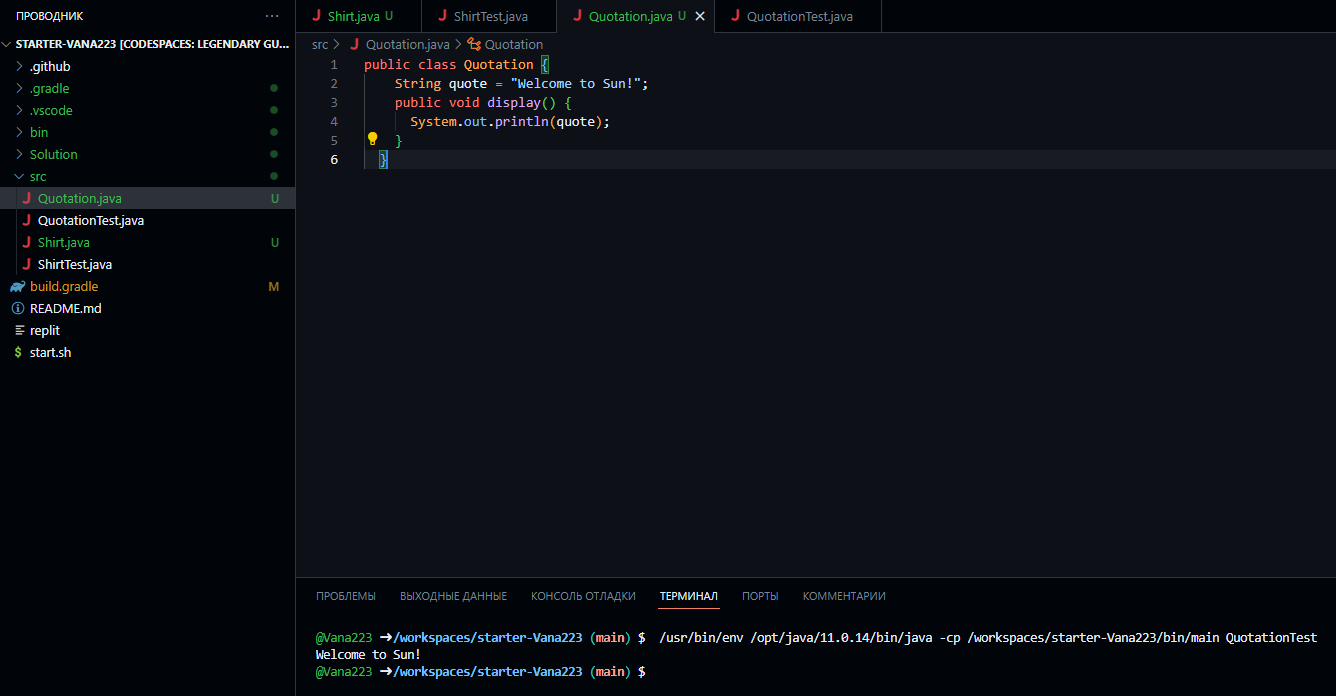 ПРОВОДНИК ···
STARTER-VANA223 [CODESPACES: LEGENDARY GU...
.github
.gradle
.vscode
bin
Solution
src
Quotation.java U
QuotationTest.java
Shirt.java U
ShirtTest.java
build.gradle M
README.md
replit
$ start.sh
Shirt.java U
ShirtTest.java
Quotation.java U
QuotationTest.java
src > Quotation.java > Quotation
1 public class Quotation {
2 String quote = "Welcome to Sun!";
3 public void display() {
4 System.out.println(quote);
5 }
6 }
ПРОБЛЕМЫ ВЫХОДНЫЕ ДАННЫЕ КОНСОЛЬ ОТЛАДКИ ТЕРМИНАЛ ПОРТЫ КОММЕНТАРИИ
@Vana223 ➜/workspaces/starter-Vana223 (main) $ /usr/bin/env /opt/java/11.0.14/bin/java -cp /workspaces/starter-Vana223/bin/main QuotationTest
Welcome to Sun!
@Vana223 ➜/workspaces/starter-Vana223 (main) $